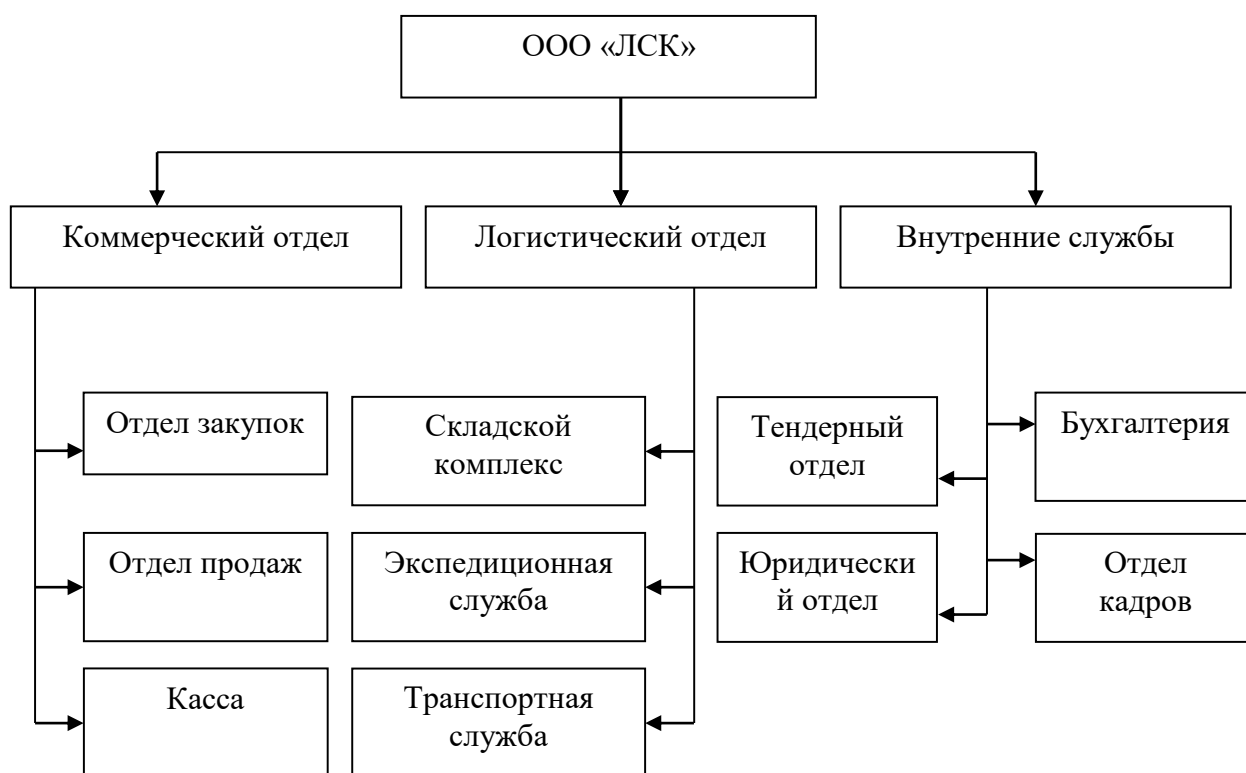 ООО «ЛСК»
Коммерческий отдел
Логистический отдел
Внутренние службы
Отдел закупок
Складской
комплекс
Тендерный
отдел
Бухгалтерия
Отдел продаж
Экспедиционная
служба
Юридически
й отдел
Отдел
кадров
Касса
Транспортная
служба